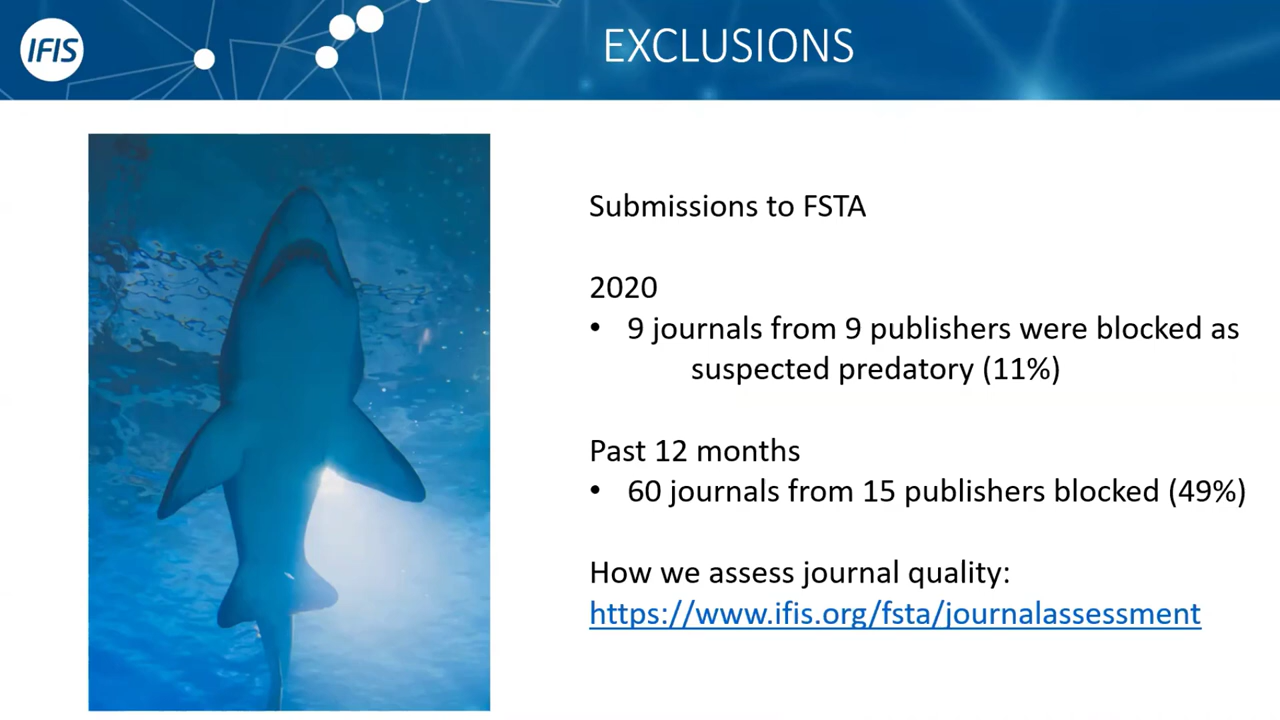 IFIS
EXCLUSIONS
Submissions to FSTA
2020
• 9 journals from 9 publishers were blocked as
suspected predatory (11%)
Past 12 months
• 60 journals from 15 publishers blocked (49%)
How we assess journal quality:
https://www.ifis.org/fsta/journalassessment